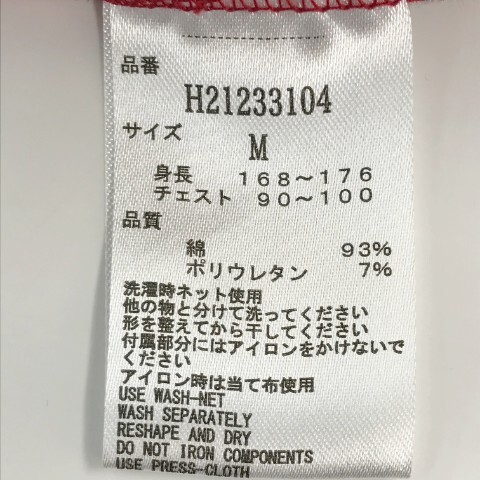 品番
H21233104
サイズ
M
身長 168～176
チェスト 90～100
品質
綿 93%
ポリウレタン 7%
洗濯時ネット使用
他の物と分けて洗ってください
形を整えてから干してください
付属部分にはアイロンをかけないで
ください
アイロン時は当て布使用
USE WASH-NET
WASH SEPARATELY
RESHAPE AND DRY
DO NOT IRON COMPONENTS
USE PRESS-CLOTH